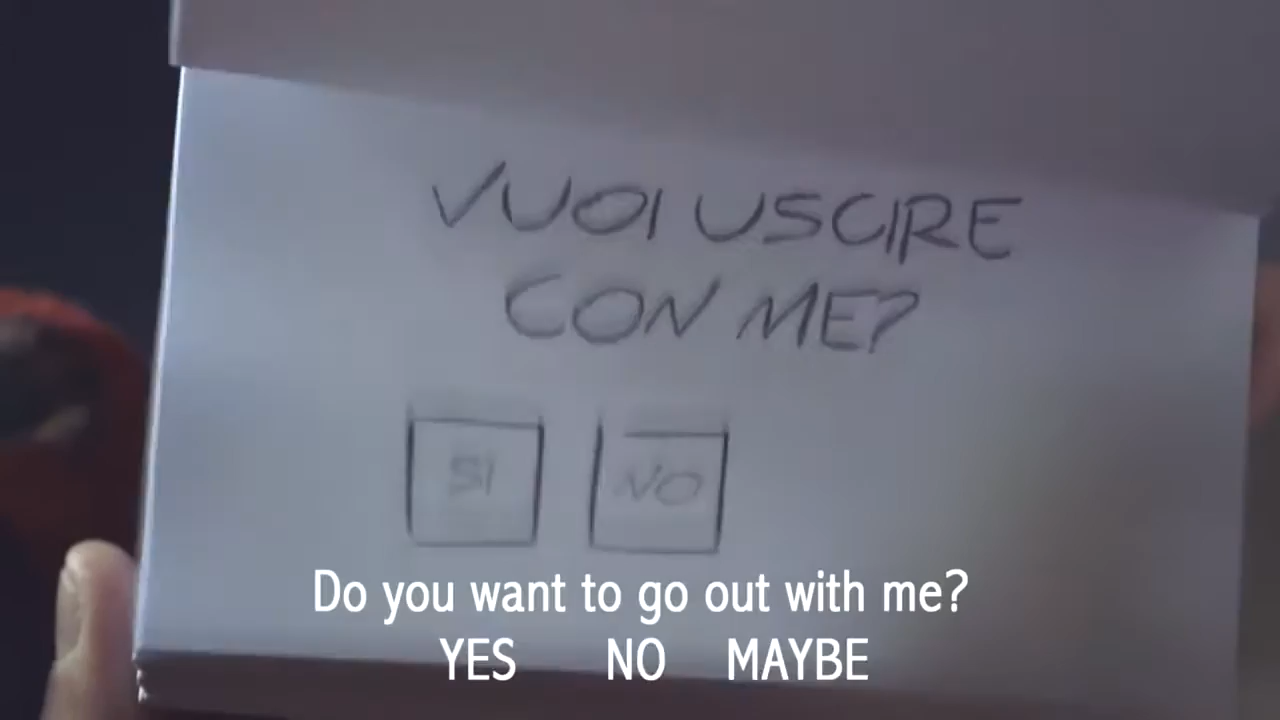 VUOI USCIRE
CON ME?
SI NO
Do you want to go out with me?
YES NO MAYBE